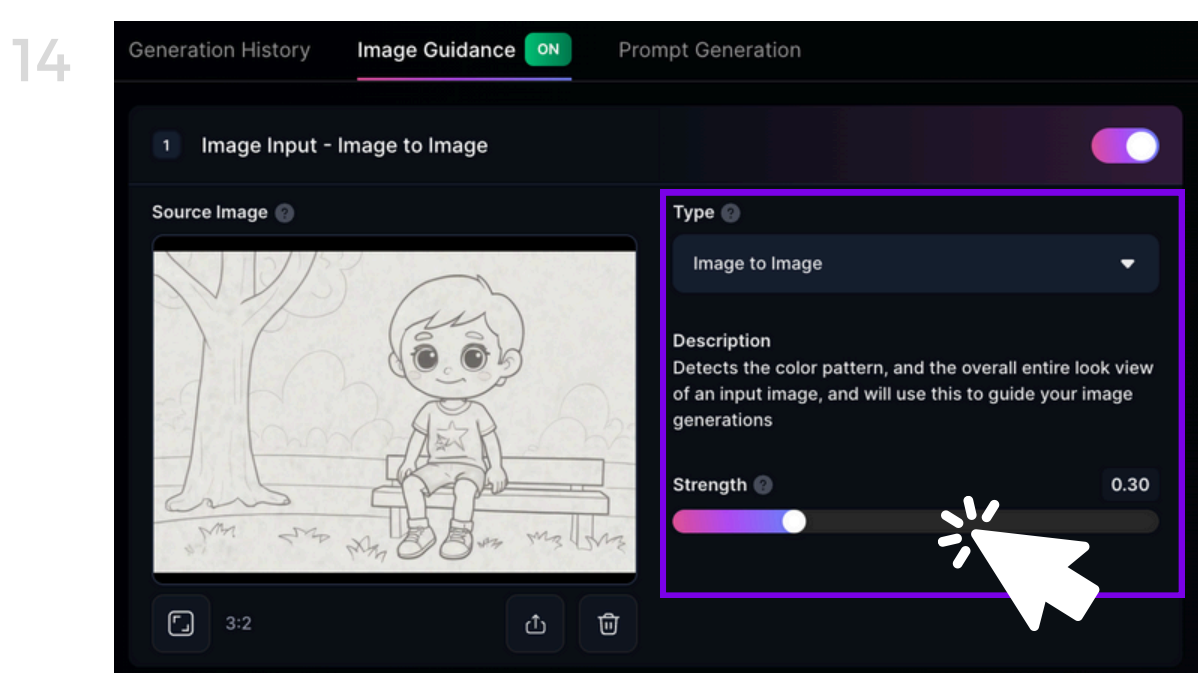 14
Generation History Image Guidance ON Prompt Generation
1 Image Input - Image to Image
Source Image ?
Type ?
Image to Image
Description
Detects the color pattern, and the overall entire look view
of an input image, and will use this to guide your image
generations
Strength ? 0.30
3:2